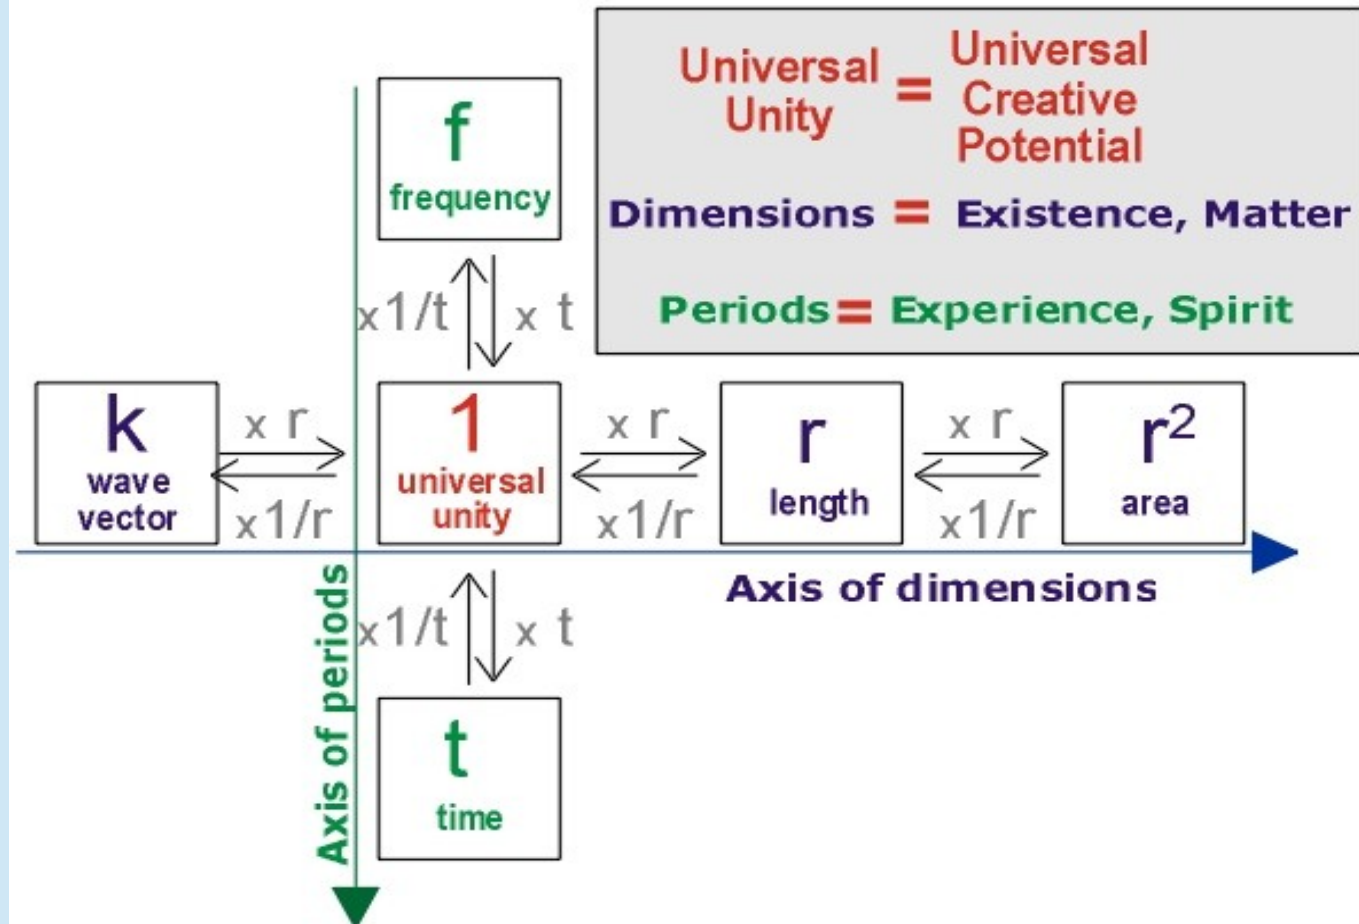 Universal Unity = Universal Creative Potential
Dimensions = Existence, Matter
Periods = Experience, Spirit
f
frequency
x1/t
x t
k
wave
vector
x r
x1/r
1
universal
unity
x r
x1/r
r
length
x r
x1/r
r²
area
Axis of dimensions
Axis of periods
x1/t
x t
t
time